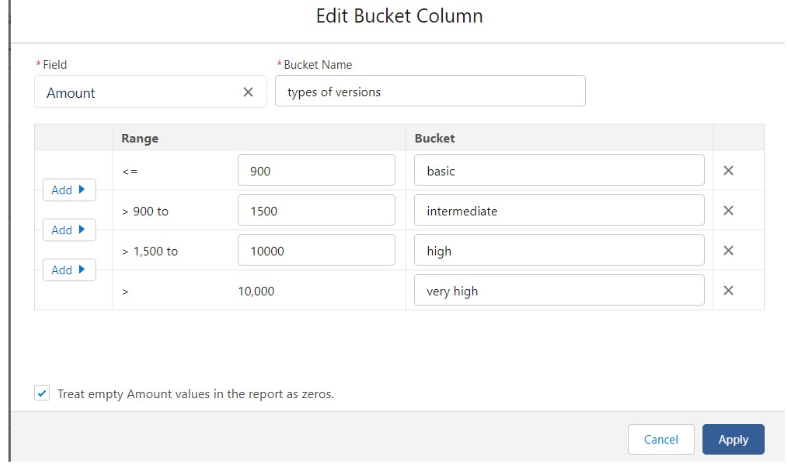 Edit Bucket Column
* Field * Bucket Name
Amount types of versions
Range Bucket
<= 900 basic
Add
> 900 to 1500 intermediate
Add
> 1,500 to 10000 high
Add
> 10,000 very high
Treat empty Amount values in the report as zeros.
Cancel Apply